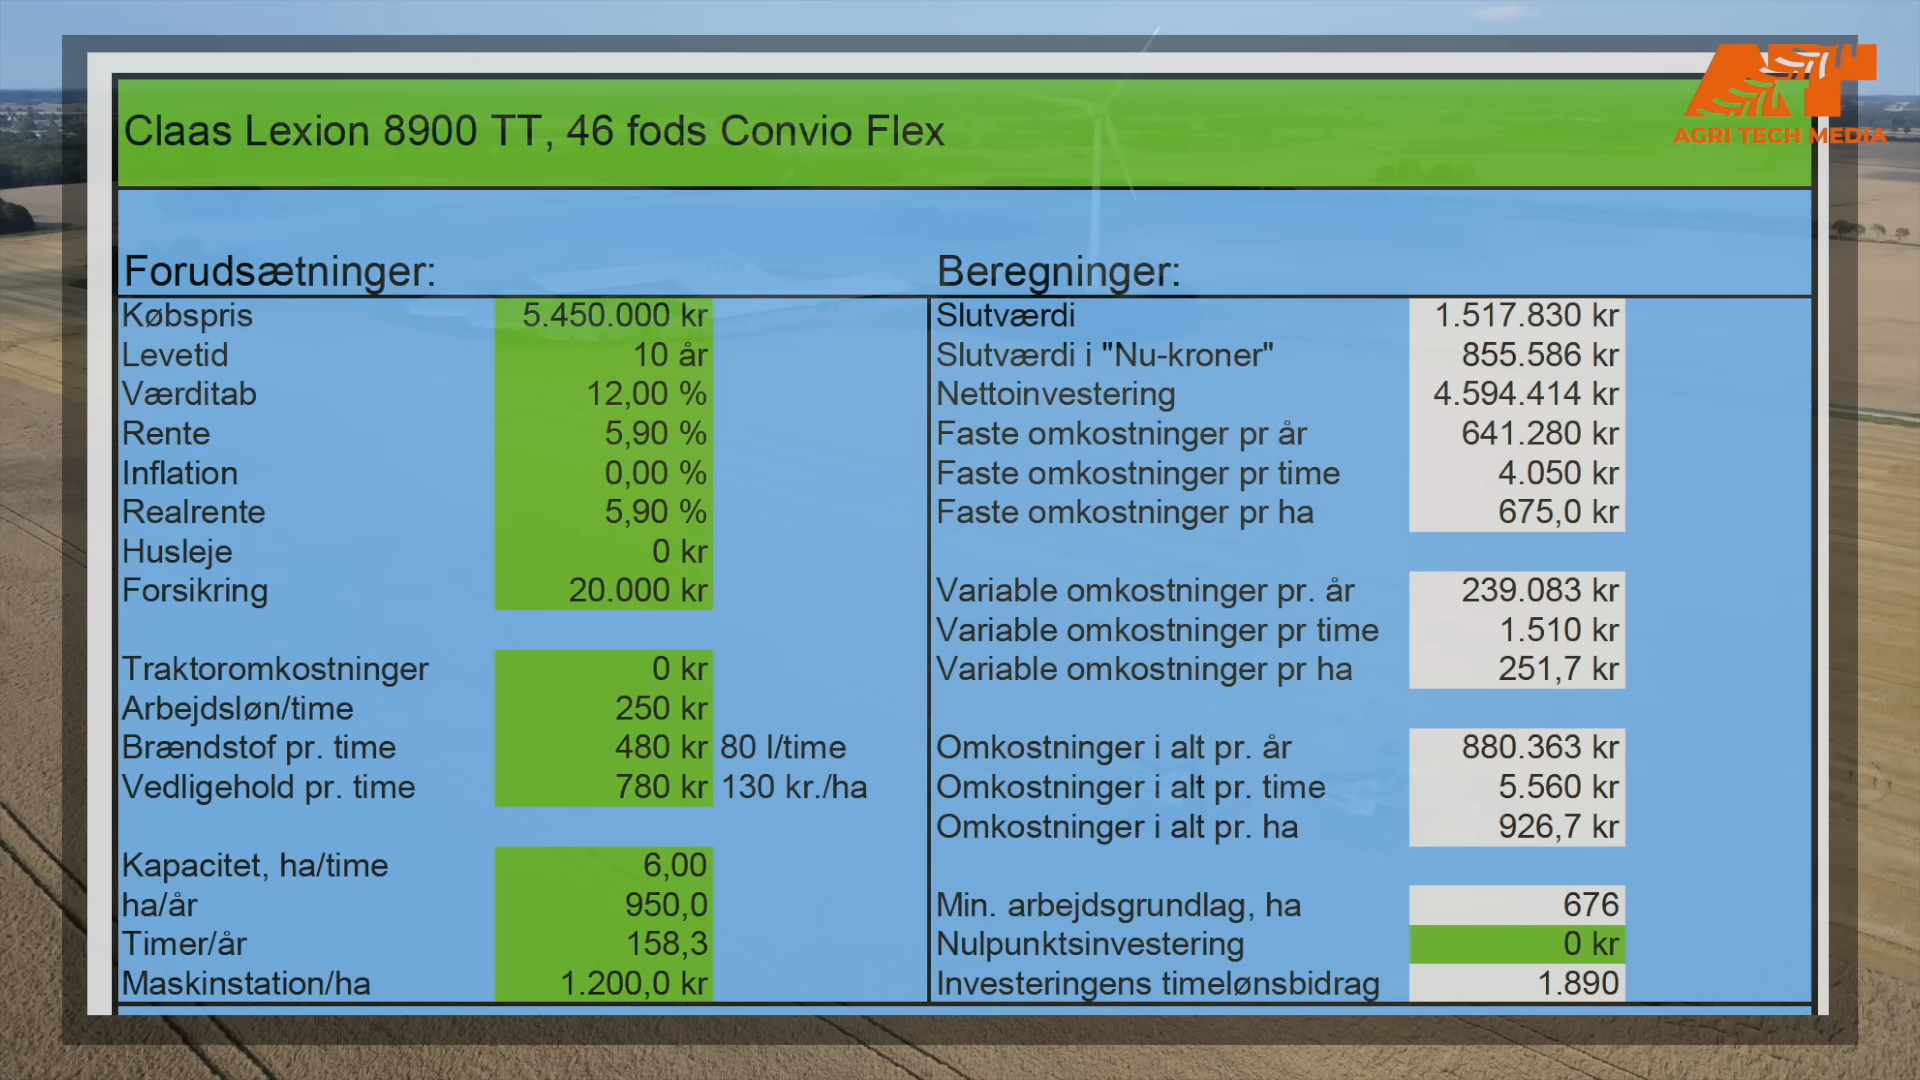 AGRI TECH MEDIA
Claas Lexion 8900 TT, 46 fods Convio Flex
Forudsætninger:
Købspris 5.450.000 kr
Levetid 10 år
Værditab 12,00 %
Rente 5,90 %
Inflation 0,00 %
Realrente 5,90 %
Husleje 0 kr
Forsikring 20.000 kr
Traktoromkostninger 0 kr
Arbejdsløn/time 250 kr
Brændstof pr. time 480 kr 80 l/time
Vedligehold pr. time 780 kr 130 kr./ha
Kapacitet, ha/time 6,00
ha/år 950,0
Timer/år 158,3
Maskinstation/ha 1.200,0 kr
Beregninger:
Slutværdi 1.517.830 kr
Slutværdi i "Nu-kroner" 855.586 kr
Nettoinvestering 4.594.414 kr
Faste omkostninger pr år 641.280 kr
Faste omkostninger pr time 4.050 kr
Faste omkostninger pr ha 675,0 kr
Variable omkostninger pr. år 239.083 kr
Variable omkostninger pr time 1.510 kr
Variable omkostninger pr ha 251,7 kr
Omkostninger i alt pr. år 880.363 kr
Omkostninger i alt pr. time 5.560 kr
Omkostninger i alt pr. ha 926,7 kr
Min. arbejdsgrundlag, ha 676
Nulpunktsinvestering 0 kr
Investeringens timelønsbidrag 1.890